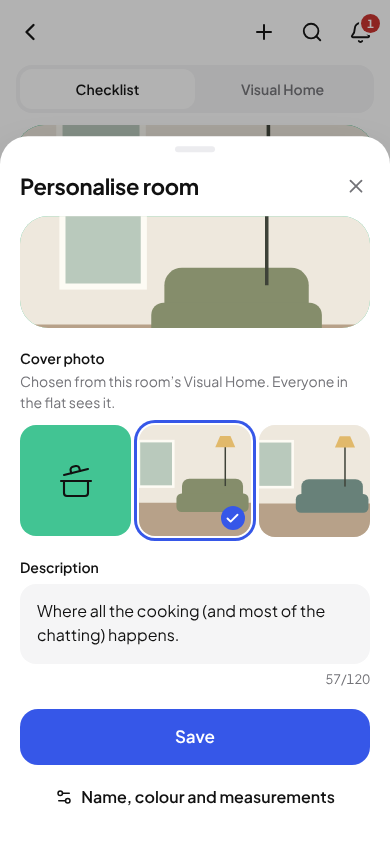 1
Checklist
Visual Home
Personalise room
Cover photo
Chosen from this room's Visual Home. Everyone in
the flat sees it.
Description
Where all the cooking (and most of the
chatting) happens.
57/120
Save
Name, colour and measurements